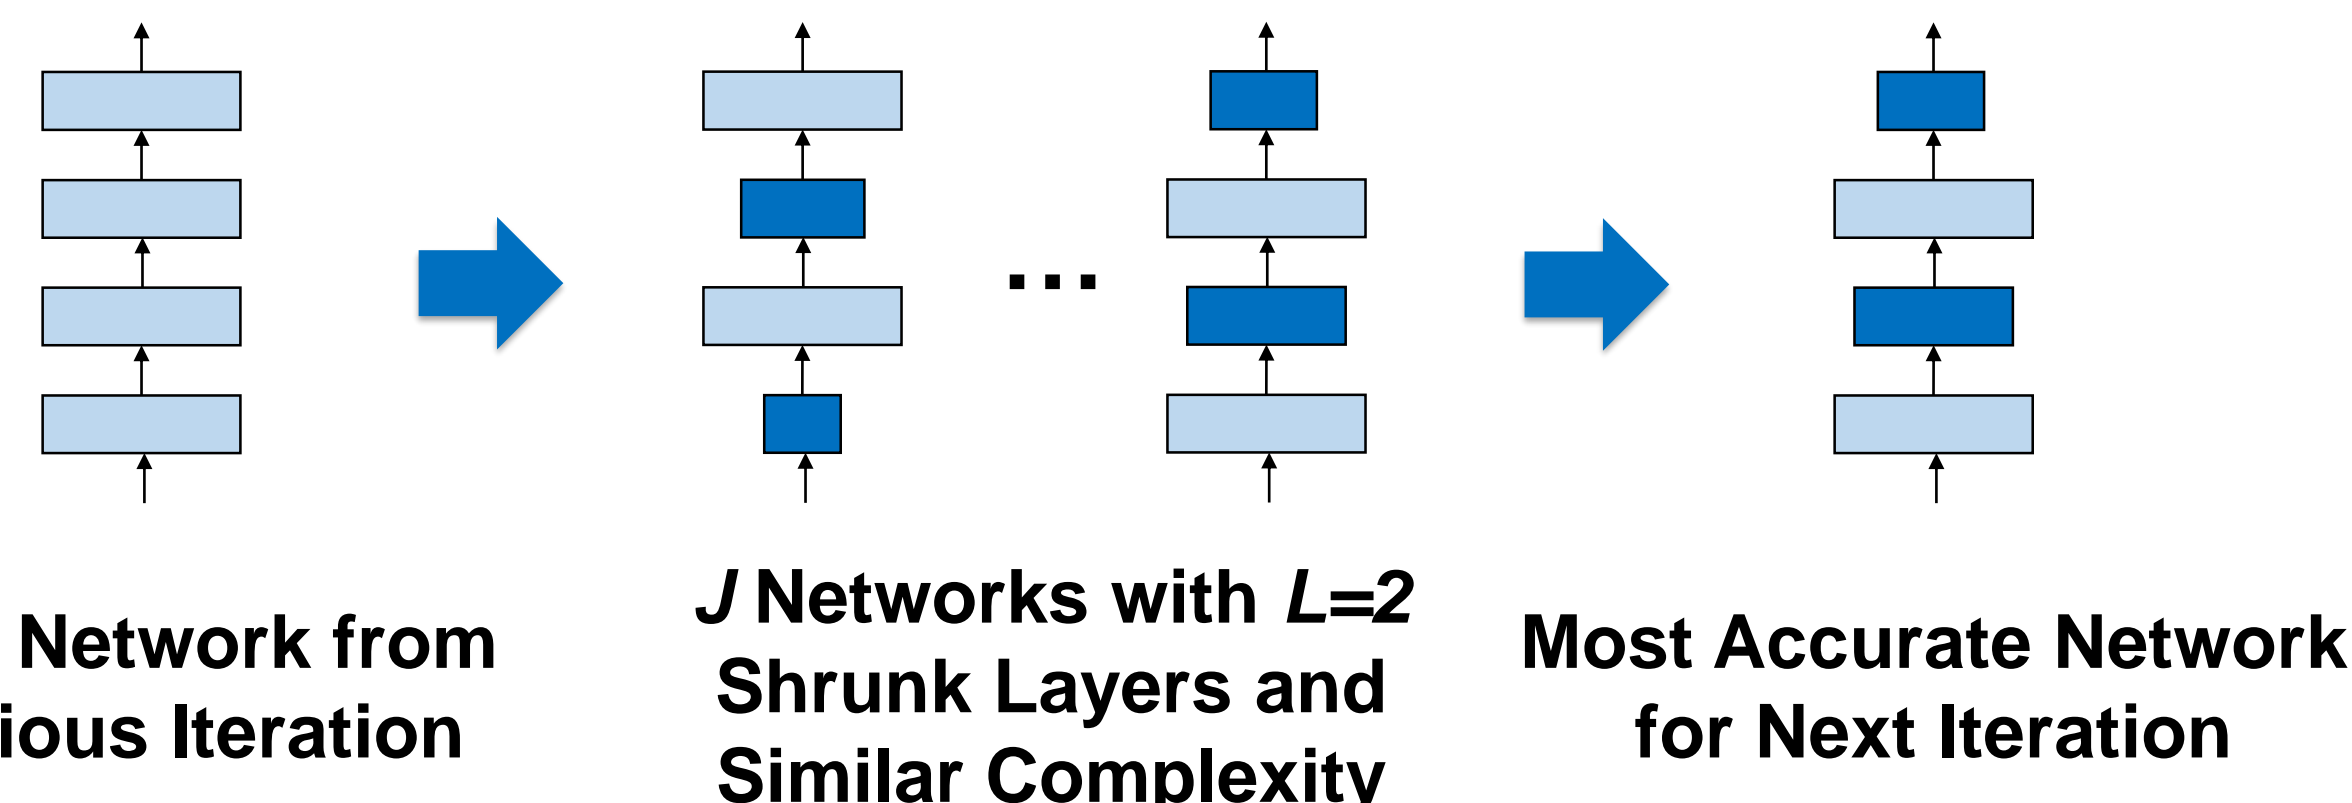 Network from
ious Iteration
...
J Networks with L=2
Shrunk Layers and
Similar Complexity
Most Accurate Network
for Next Iteration